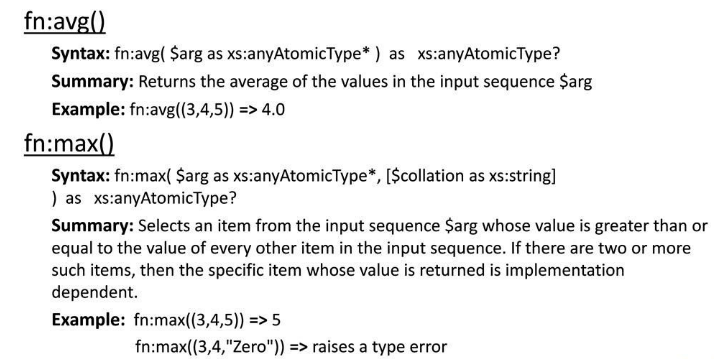 fn:avg()
Syntax: fn:avg( $arg as xs:anyAtomicType* ) as xs:anyAtomicType?
Summary: Returns the average of the values in the input sequence $arg
Example: fn:avg((3,4,5)) => 4.0
fn:max()
Syntax: fn:max( $arg as xs:anyAtomicType*, [$collation as xs:string]
) as xs:anyAtomicType?
Summary: Selects an item from the input sequence $arg whose value is greater than or
equal to the value of every other item in the input sequence. If there are two or more
such items, then the specific item whose value is returned is implementation
dependent.
Example: fn:max((3,4,5)) => 5
fn:max((3,4,"Zero")) => raises a type error